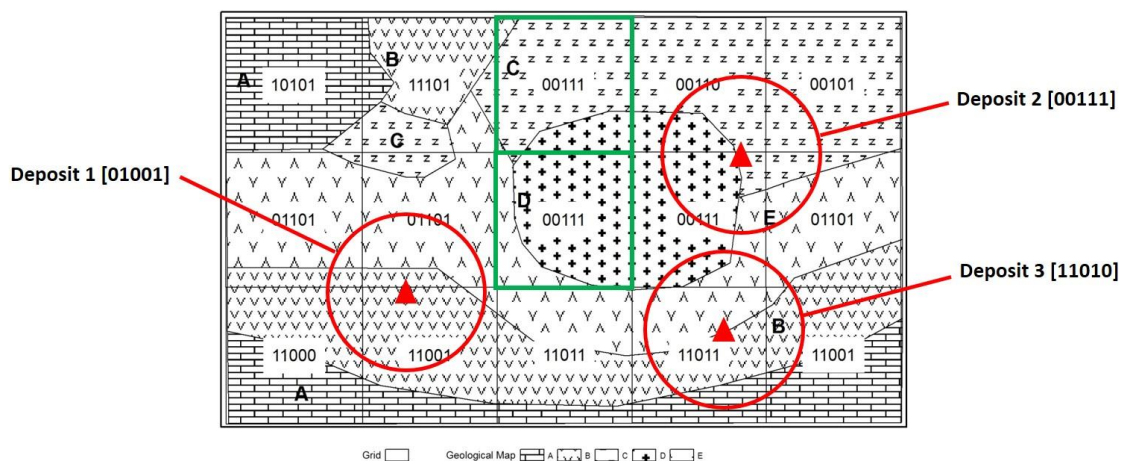 B
C
A
10101
11101
00111
00110
00101
Deposit 2 [00111]
C
Deposit 1 [01001]
D
E
01101
01101
00111
00111
01101
Deposit 3 [11010]
B
11000
11001
11011
11011
11001
A
Grid Geological Map A B C D E